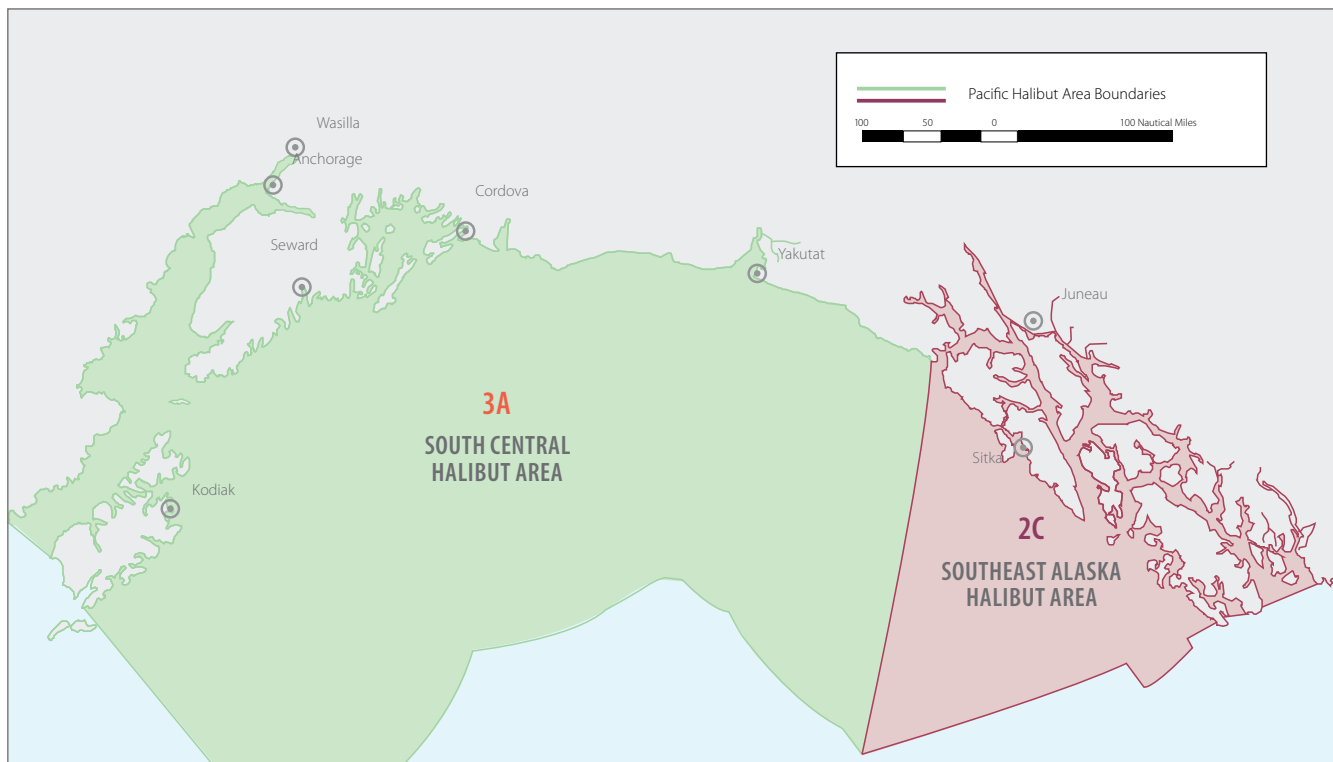 Pacific Halibut Area Boundaries
100 50 0 100 Nautical Miles
Wasilla
Anchorage
Cordova
Seward
Yakutat
Juneau
3A
SOUTH CENTRAL
HALIBUT AREA
Sitka
Kodiak
2C
SOUTHEAST ALASKA
HALIBUT AREA